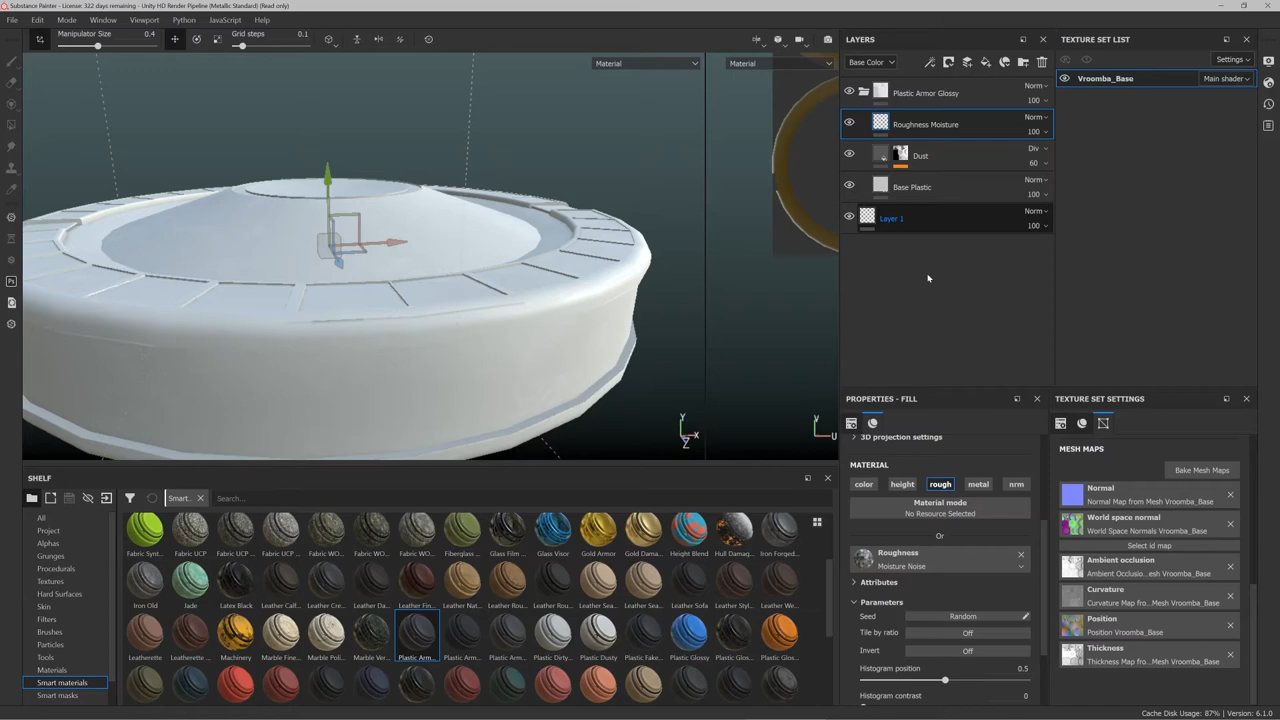 Substance Painter - License: 322 days remaining - Unity HD Render Pipeline (Metallic Standard) (Read only)
File Edit Mode Window Viewport Python JavaScript Help
Manipulator Size 0.4
Grid steps 0.1
Material
Material
Y
X
Z
V
U
LAYERS
Base Color
Plastic Armor Glossy
Norm
100
Roughness Moisture
Norm
100
Dust
Div
60
Base Plastic
Norm
100
Layer 1
Norm
100
TEXTURE SET LIST
Settings
Vroomba_Base
Main shader
PROPERTIES - FILL
3D projection settings
MATERIAL
color height rough metal nrm
Material mode
No Resource Selected
Or
Roughness
Moisture Noise
Attributes
Parameters
Seed Random
Tile by ratio Off
Invert Off
Histogram position 0.5
Histogram contrast 0
TEXTURE SET SETTINGS
MESH MAPS
Bake Mesh Maps
Normal
Normal Map from Mesh Vroomba_Base
World space normal
World Space Normals Vroomba_Base
Select id map
Ambient occlusion
Ambient Occlusio...esh Vroomba_Base
Curvature
Curvature Map fro...Mesh Vroomba_Base
Position
Position Vroomba_Base
Thickness
Thickness Map fro...Mesh Vroomba_Base
SHELF
Smart...
Search...
All
Project
Alphas
Grunges
Procedurals
Textures
Hard Surfaces
Skin
Filters
Brushes
Particles
Tools
Materials
Smart materials
Smart masks
Fabric Synt... Fabric UCP Fabric UCP ... Fabric UCP ... Fabric WO... Fabric WO... Fabric WO... Fiberglass ... Glass Film ... Glass Visor Gold Armor Gold Dama... Height Blend Hull Damag... Iron Forged...
Iron Old Jade Latex Black Leather Calf... Leather Cre... Leather Da... Leather Fin... Leather Nat... Leather Rou... Leather Rou... Leather Sea... Leather Sea... Leather Sofa Leather Styl... Leather We...
Leatherette Leatherette ... Machinery Marble Fine... Marble Poli... Marble Ver... Plastic Arm... Plastic Arm... Plastic Arm... Plastic Dirty... Plastic Dusty Plastic Fake... Plastic Glossy Plastic Glos... Plastic Glos...
Ps
Cache Disk Usage: 87% | Version: 6.1.0